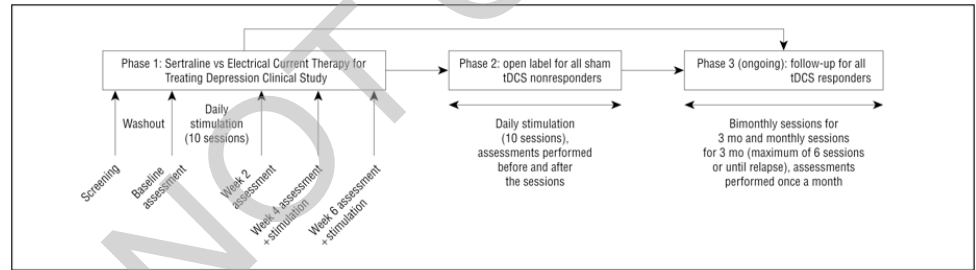 Phase 1: Sertraline vs Electrical Current Therapy for
Treating Depression Clinical Study
Phase 2: open label for all sham
tDCS nonresponders
Phase 3 (ongoing): follow-up for all
tDCS responders
Washout
Daily
stimulation
(10 sessions)
Screening
Baseline
assessment
Week 2
assessment
Week 4 assessment
+stimulation
Week 6 assessment
+stimulation
Daily stimulation
(10 sessions),
assessments performed
before and after
the sessions
Bimonthly sessions for
3 mo and monthly sessions
for 3 mo (maximum of 6 sessions
or until relapse), assessments
performed once a month
NOT